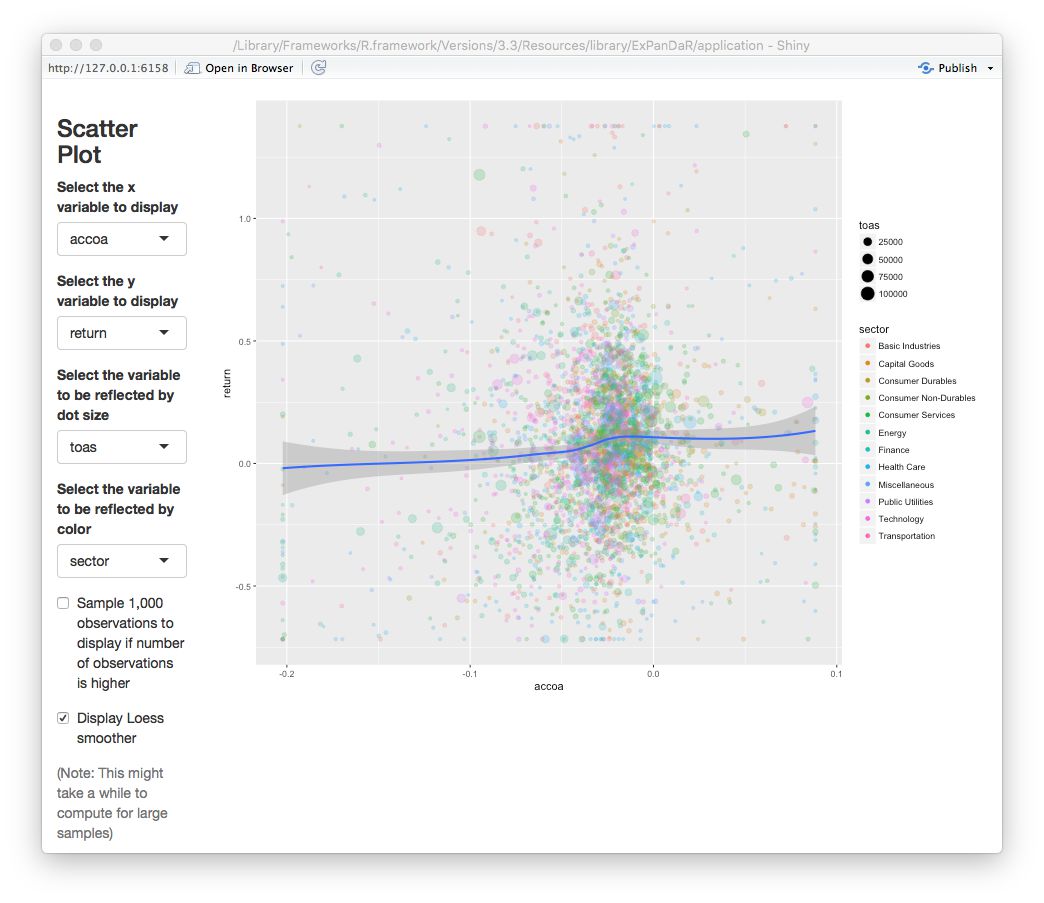 /Library/Frameworks/R.framework/Versions/3.3/Resources/library/ExPanDaR/application - Shiny
http://127.0.0.1:6158
Open in Browser
Publish
Scatter
Plot
Select the x
variable to display
accoa
Select the y
variable to display
return
Select the variable
to be reflected by
dot size
toas
Select the variable
to be reflected by
color
sector
Sample 1,000
observations to
display if number
of observations
is higher
Display Loess
smoother
(Note: This might
take a while to
compute for large
samples)
return
1.0
0.5
0.0
-0.5
-0.2
-0.1
0.0
0.1
accoa
toas
25000
50000
75000
100000
sector
Basic Industries
Capital Goods
Consumer Durables
Consumer Non-Durables
Consumer Services
Energy
Finance
Health Care
Miscellaneous
Public Utilities
Technology
Transportation